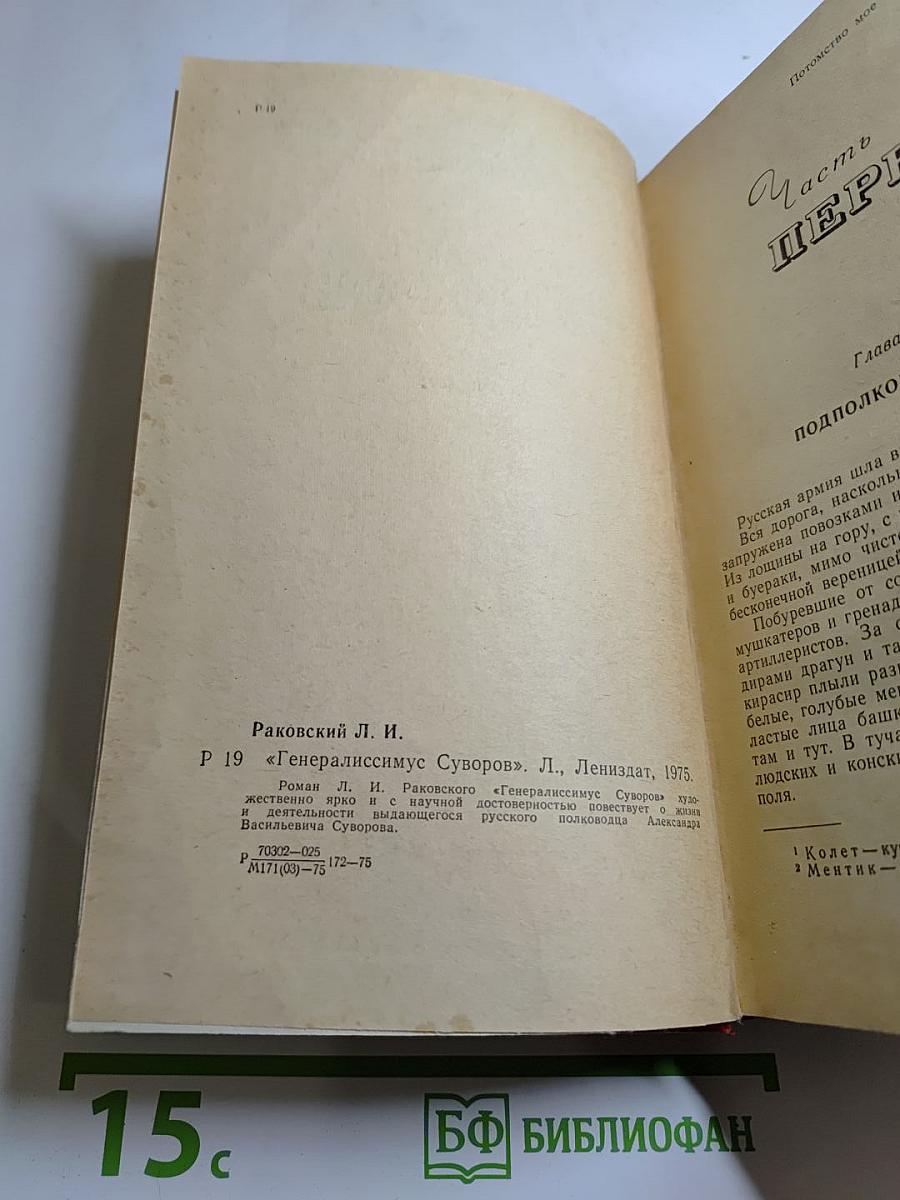 Р 19
Раковский Л. И.
Р 19 «Генералиссимус Суворов». Л., Лениздат, 1975.
Роман Л. И. Раковского «Генералиссимус Суворов» худо-
жественно ярко и с научной достоверностью повествует о жизни
и деятельности выдающегося русского полководца Александра
Васильевича Суворова.
Р 70302—025
М171(03)—75 172—75
Потомство мое
Часть
ПЕРВ
Глава
ПОДПОЛКО
Русская армия шла в
Вся дорога, наскольк
запружена повозками и
Из лощины на гору, с
и буераки, мимо чист
бесконечной вереницей
Побуревшие от со
мушкатеров и гренад
артиллеристов. За
дирами драгун и та
кирасир плыли раз
белые, голубые мен
ластые лица башк
там и тут. В туча
людских и конски
поля.
1 Колет—ку
2 Ментик—
15 с
БФ БИБЛИОФАН